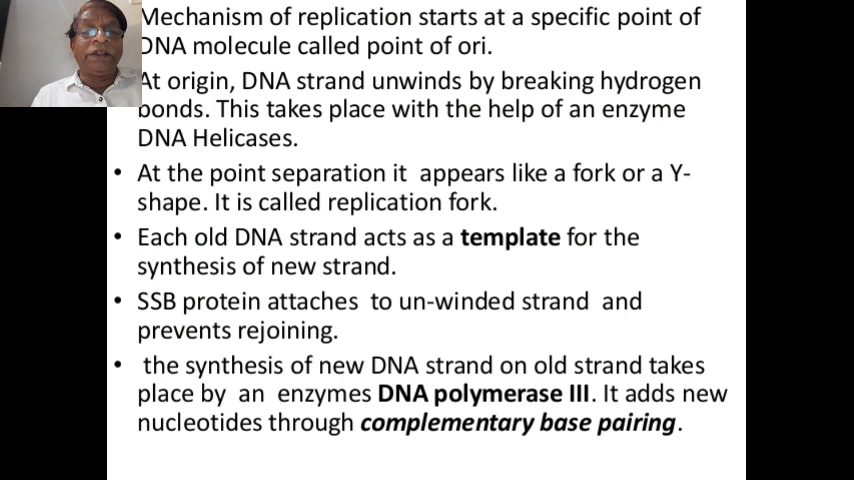 Mechanism of replication starts at a specific point of
DNA molecule called point of ori.
At origin, DNA strand unwinds by breaking hydrogen
bonds. This takes place with the help of an enzyme
DNA Helicases.
• At the point separation it  appears like a fork or a Y-
shape. It is called replication fork.
• Each old DNA strand acts as a template for the
synthesis of new strand.
• SSB protein attaches  to un-winded strand  and
prevents rejoining.
•  the synthesis of new DNA strand on old strand takes
place by  an  enzymes DNA polymerase III. It adds new
nucleotides through complementary base pairing.